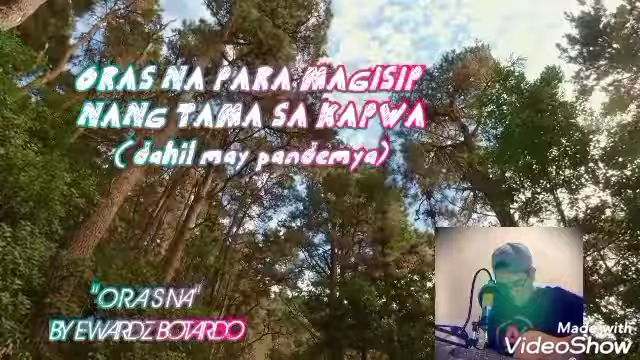 ORAS NA PARA MAGISIP
NANG TAMA SA KAPWA
( dahil may pandemya)
"ORAS NA"
BY EWARDZ BOTARDO
Made with
VideoShow